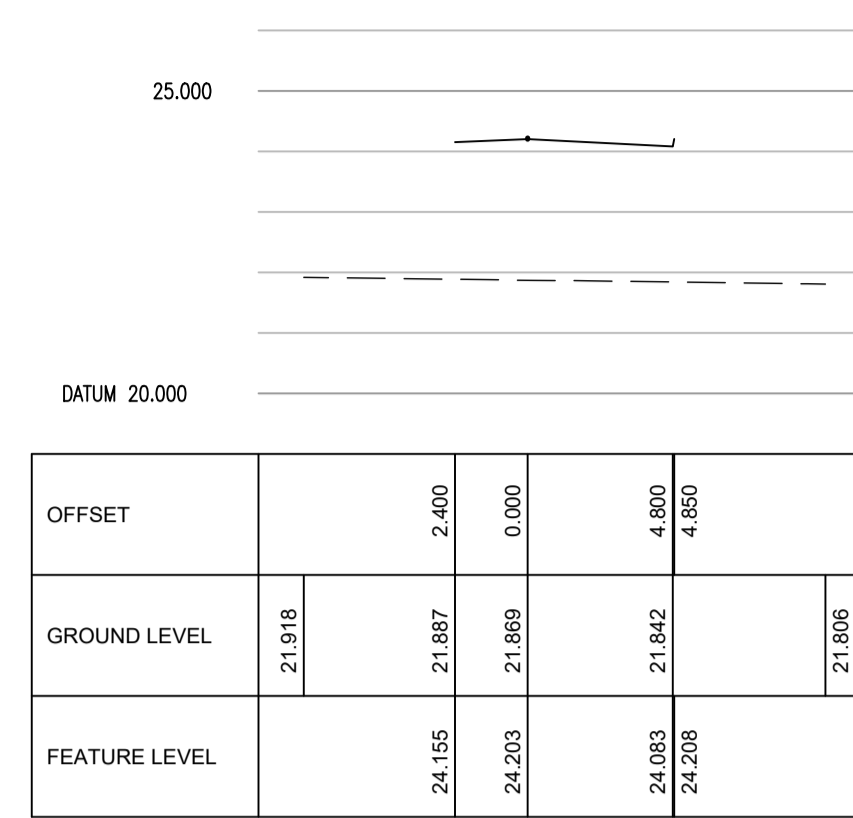 25.000
DATUM 20.000
OFFSET 2.400 0.000 4.800 4.850
GROUND LEVEL 21.918 21.887 21.869 21.842 21.806
FEATURE LEVEL 24.155 24.203 24.083 24.208